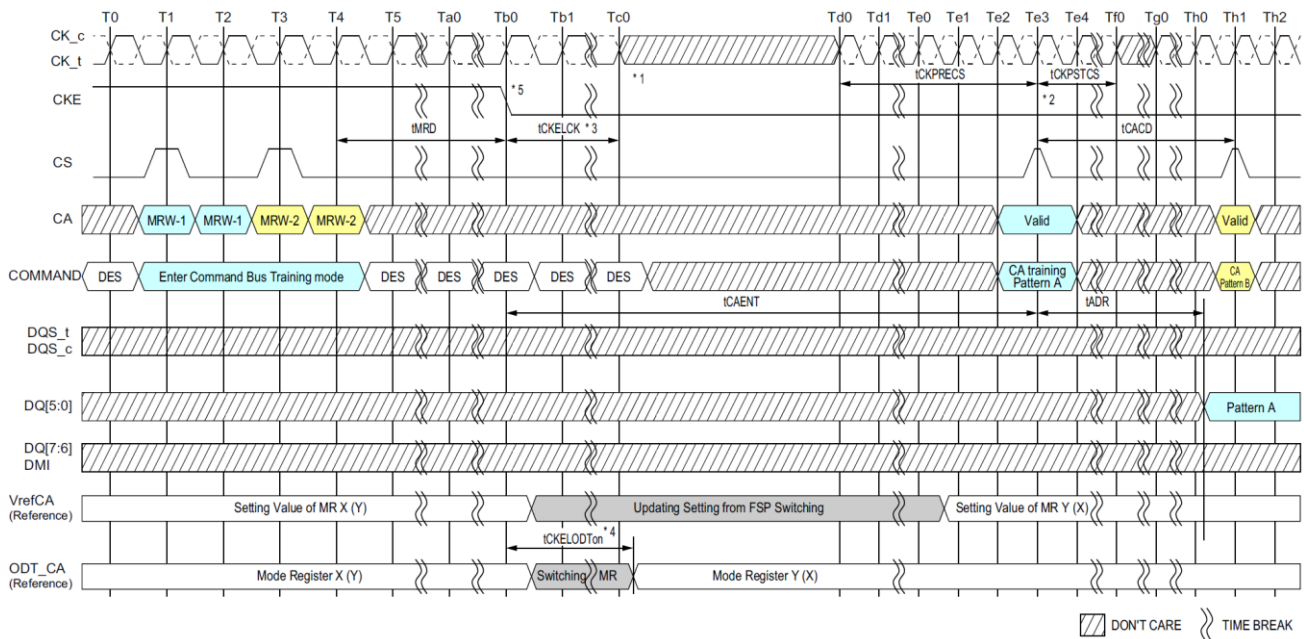 T0 T1 T2 T3 T4 T5 Ta0 Tb0 Tb1 Tc0 Td0 Td1 Te0 Te1 Te2 Te3 Te4 Tf0 Tg0 Th0 Th1 Th2
CK_c
CK_t
* 1 tCKPRECS tCKPSTCS
CKE * 5 * 2
tMRD tCKELCK * 3 tCACD
CS
CA MRW-1 MRW-1 MRW-2 MRW-2 Valid Valid
COMMAND DES Enter Command Bus Training mode DES DES DES DES DES CA training Pattern A CA Pattern B
tCAENT tADR
DQS_t
DQS_c
DQ[5:0] Pattern A
DQ[7:6]
DMI
VrefCA
(Reference) Setting Value of MR X (Y) Updating Setting from FSP Switching Setting Value of MR Y (X)
tCKELODTon * 4
ODT_CA
(Reference) Mode Register X (Y) Switching MR Mode Register Y (X)
DON'T CARE TIME BREAK